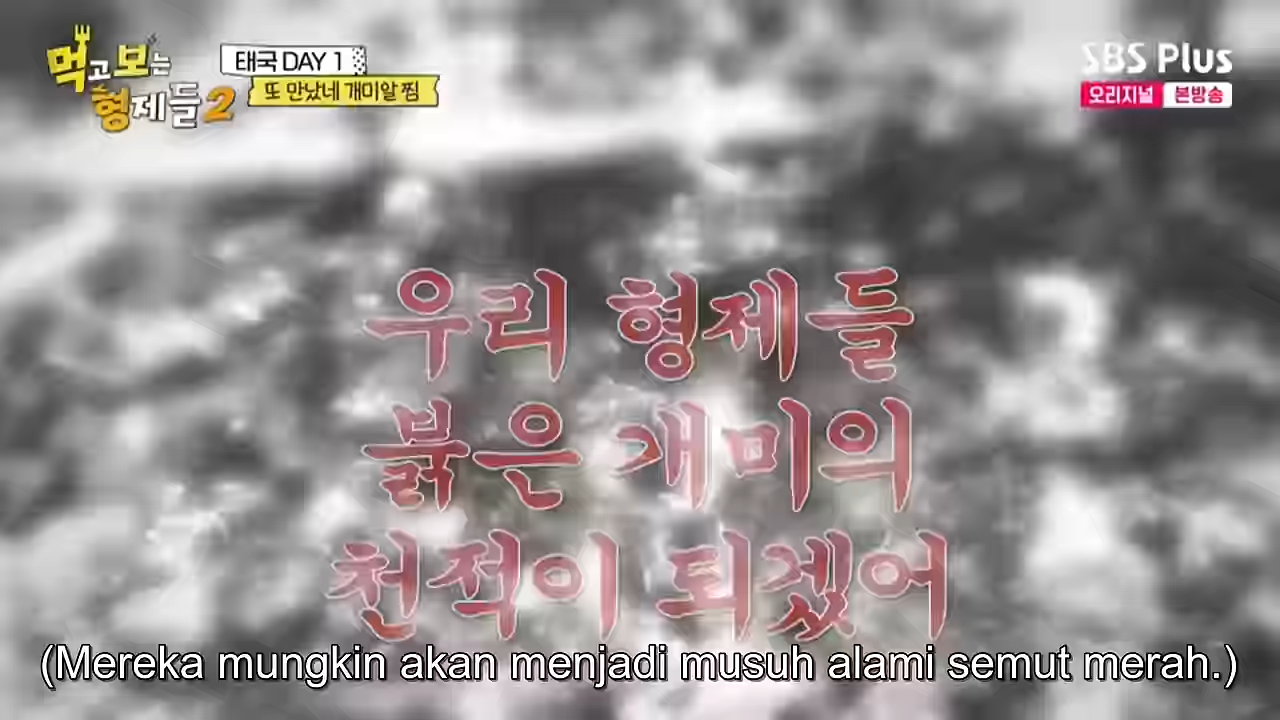 먹고 보는
형제들 2
태국 DAY 1
또 만났네 개미알 찜
SBS Plus
오리지널 본방송
우리 형제들
붉은 개미의
천적이 되겠어
(Mereka mungkin akan menjadi musuh alami semut merah.)